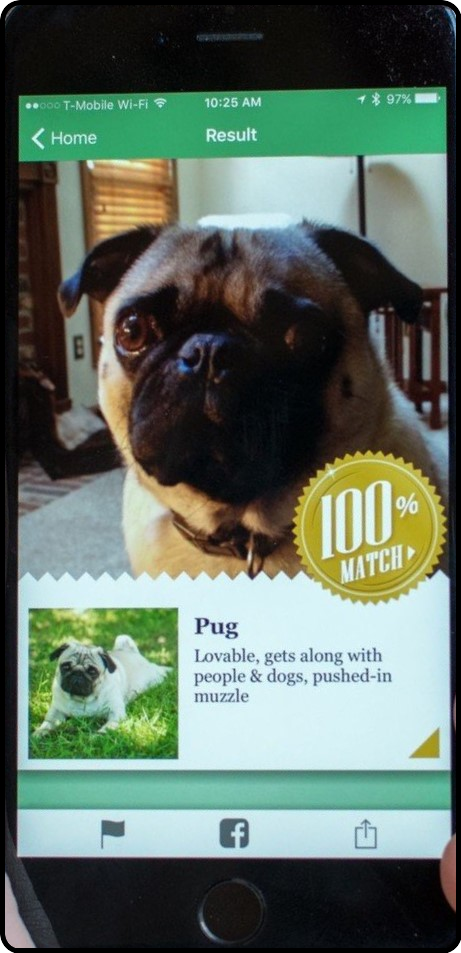 T-Mobile Wi-Fi 10:25 AM 97%
Home Result
100%
MATCH
Pug
Lovable, gets along with
people & dogs, pushed-in
muzzle